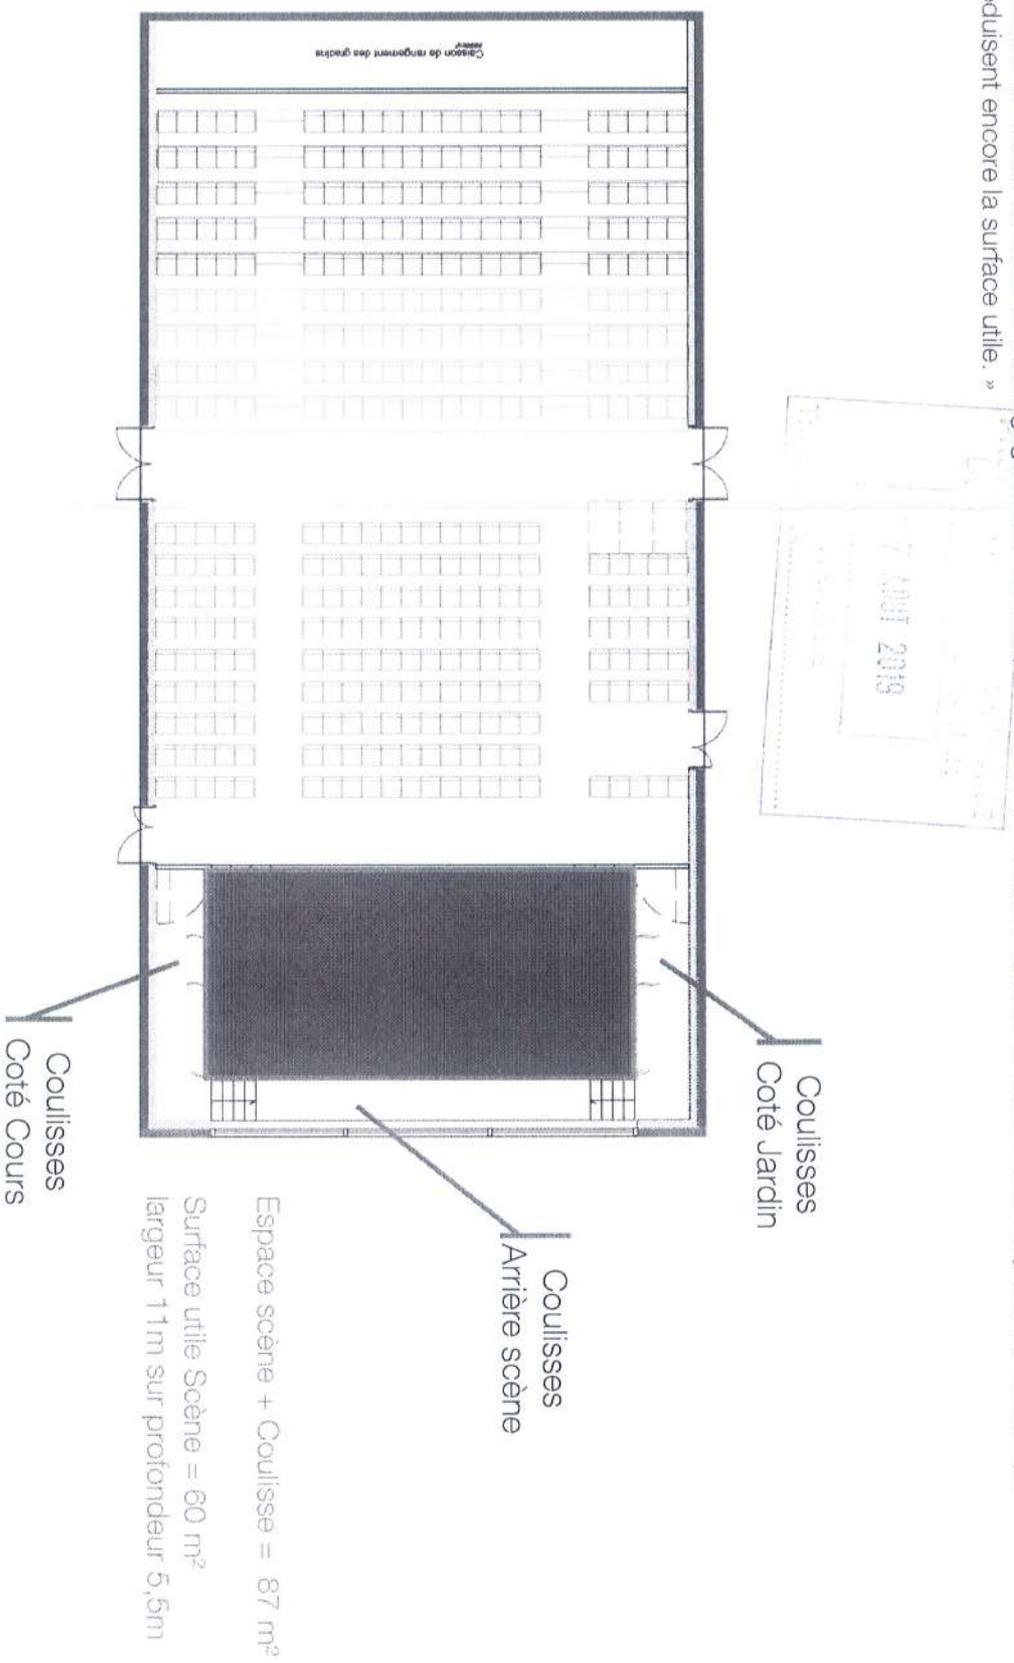 duisent encore la surface utile. »
AOUT 2019
Caisson de rangement des gradins
Coulisses
Coté Jardin
Coulisses
Arrière scène
Coulisses
Coté Cours
Espace scène + Coulisse = 87 m²
Surface utile Scène = 60 m²
largeur 11m sur profondeur 5,5m